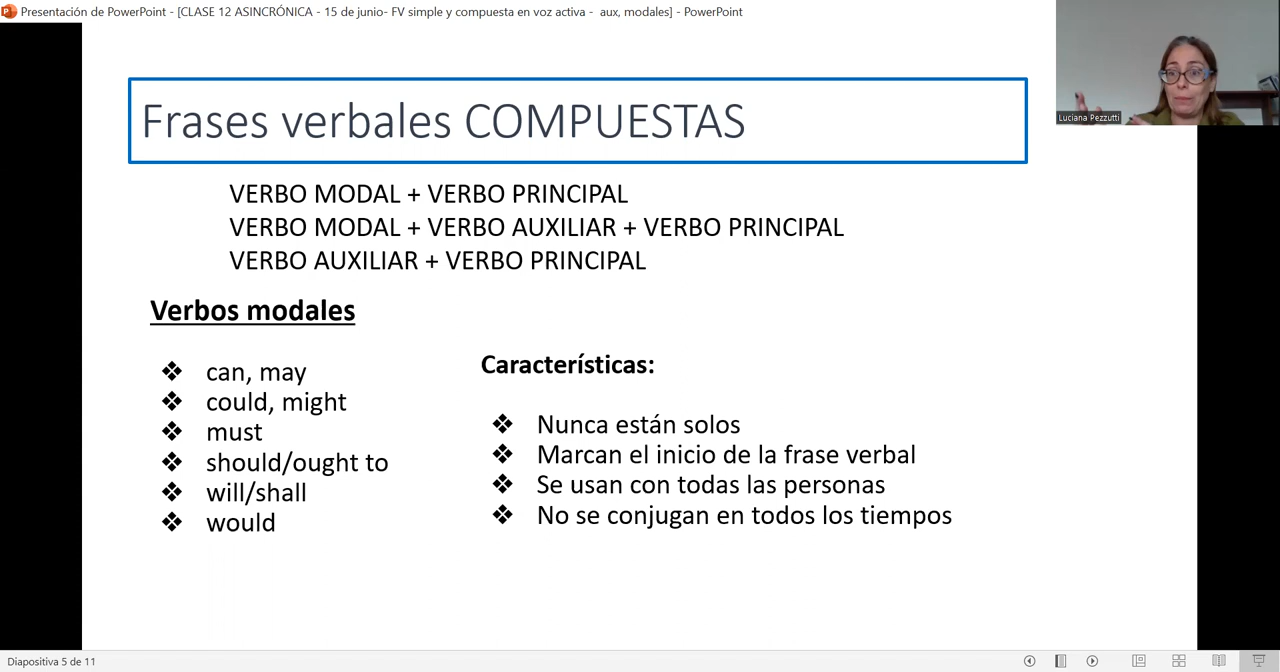 Presentación de PowerPoint - [CLASE 12 ASINCRÓNICA - 15 de junio- FV simple y compuesta en voz activa - aux, modales] - PowerPoint
Luciana Pezzutti
Frases verbales COMPUESTAS
VERBO MODAL + VERBO PRINCIPAL
VERBO MODAL + VERBO AUXILIAR + VERBO PRINCIPAL
VERBO AUXILIAR + VERBO PRINCIPAL
Verbos modales
❖ can, may
❖ could, might
❖ must
❖ should/ought to
❖ will/shall
❖ would
Características:
❖ Nunca están solos
❖ Marcan el inicio de la frase verbal
❖ Se usan con todas las personas
❖ No se conjugan en todos los tiempos
Diapositiva 5 de 11